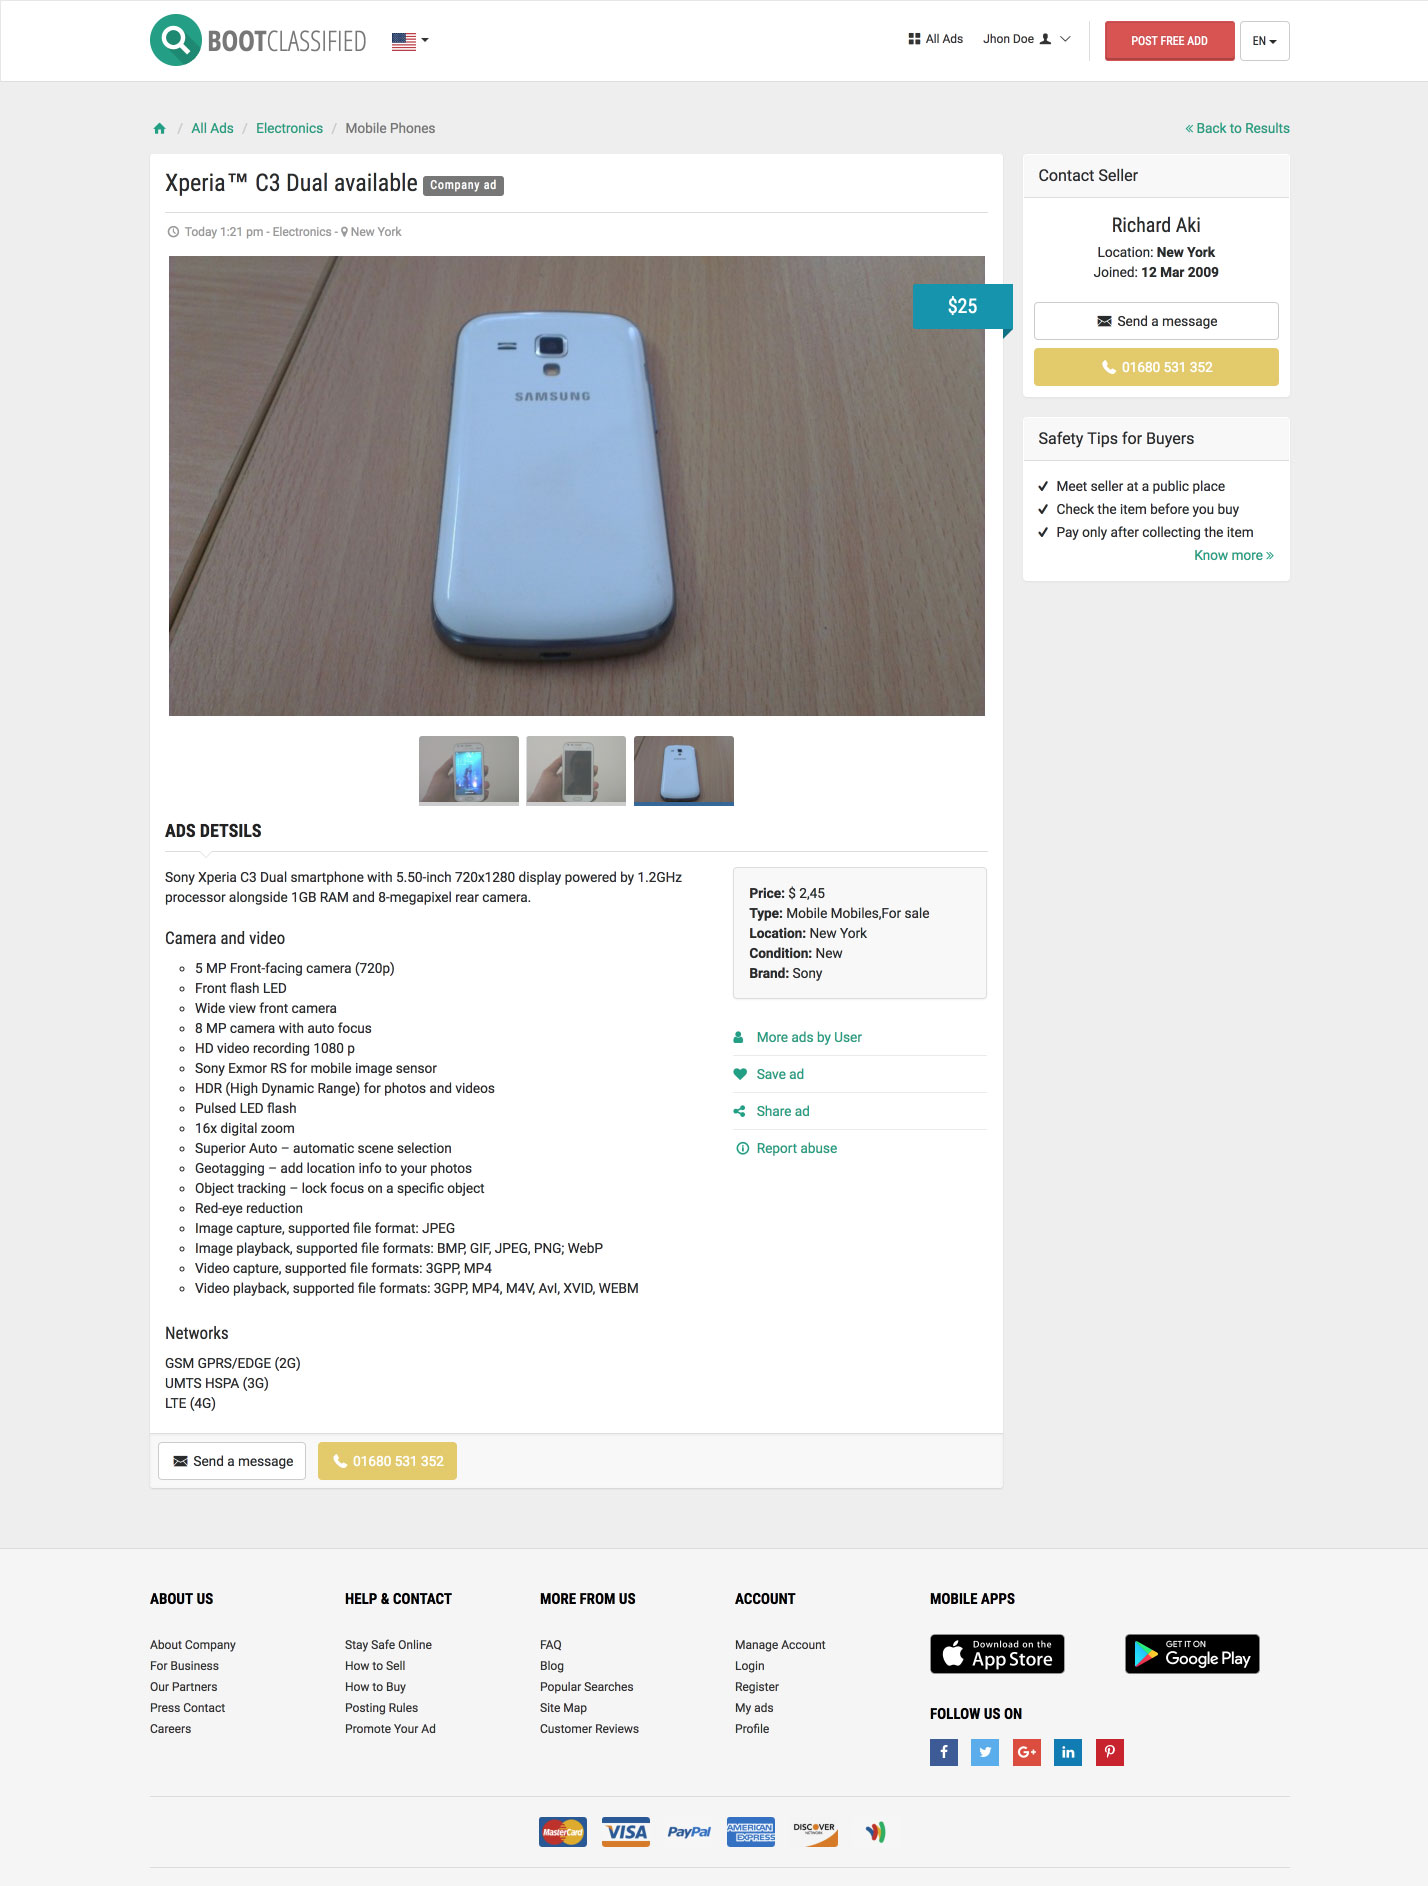 BOOTCLASSIFIED
All Ads
Jhon Doe
POST FREE ADD
EN
/ All Ads / Electronics / Mobile Phones
« Back to Results
Xperia™ C3 Dual available Company ad
Today 1:21 pm - Electronics - New York
$25
SAMSUNG
ADS DETSILS
Sony Xperia C3 Dual smartphone with 5.50-inch 720x1280 display powered by 1.2GHz
processor alongside 1GB RAM and 8-megapixel rear camera.
Camera and video
5 MP Front-facing camera (720p)
Front flash LED
Wide view front camera
8 MP camera with auto focus
HD video recording 1080 p
Sony Exmor RS for mobile image sensor
HDR (High Dynamic Range) for photos and videos
Pulsed LED flash
16x digital zoom
Superior Auto – automatic scene selection
Geotagging – add location info to your photos
Object tracking – lock focus on a specific object
Red-eye reduction
Image capture, supported file format: JPEG
Image playback, supported file formats: BMP, GIF, JPEG, PNG; WebP
Video capture, supported file formats: 3GPP, MP4
Video playback, supported file formats: 3GPP, MP4, M4V, AvI, XVID, WEBM
Networks
GSM GPRS/EDGE (2G)
UMTS HSPA (3G)
LTE (4G)
Price: $ 2,45
Type: Mobile Mobiles,For sale
Location: New York
Condition: New
Brand: Sony
More ads by User
Save ad
Share ad
Report abuse
Send a message
01680 531 352
Contact Seller
Richard Aki
Location: New York
Joined: 12 Mar 2009
Send a message
01680 531 352
Safety Tips for Buyers
Meet seller at a public place
Check the item before you buy
Pay only after collecting the item
Know more »
ABOUT US
About Company
For Business
Our Partners
Press Contact
Careers
HELP & CONTACT
Stay Safe Online
How to Sell
How to Buy
Posting Rules
Promote Your Ad
MORE FROM US
FAQ
Blog
Popular Searches
Site Map
Customer Reviews
ACCOUNT
Manage Account
Login
Register
My ads
Profile
MOBILE APPS
Download on the
App Store
GET IT ON
Google Play
FOLLOW US ON
f
G+
in
MasterCard
VISA
PayPal
AMERICAN
EXPRESS
DISCOVER
NETWORK